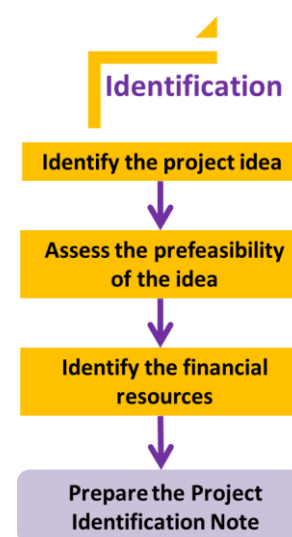 Identification
Identify the project idea
Assess the prefeasibility
of the idea
Identify the financial
resources
Prepare the Project
Identification Note